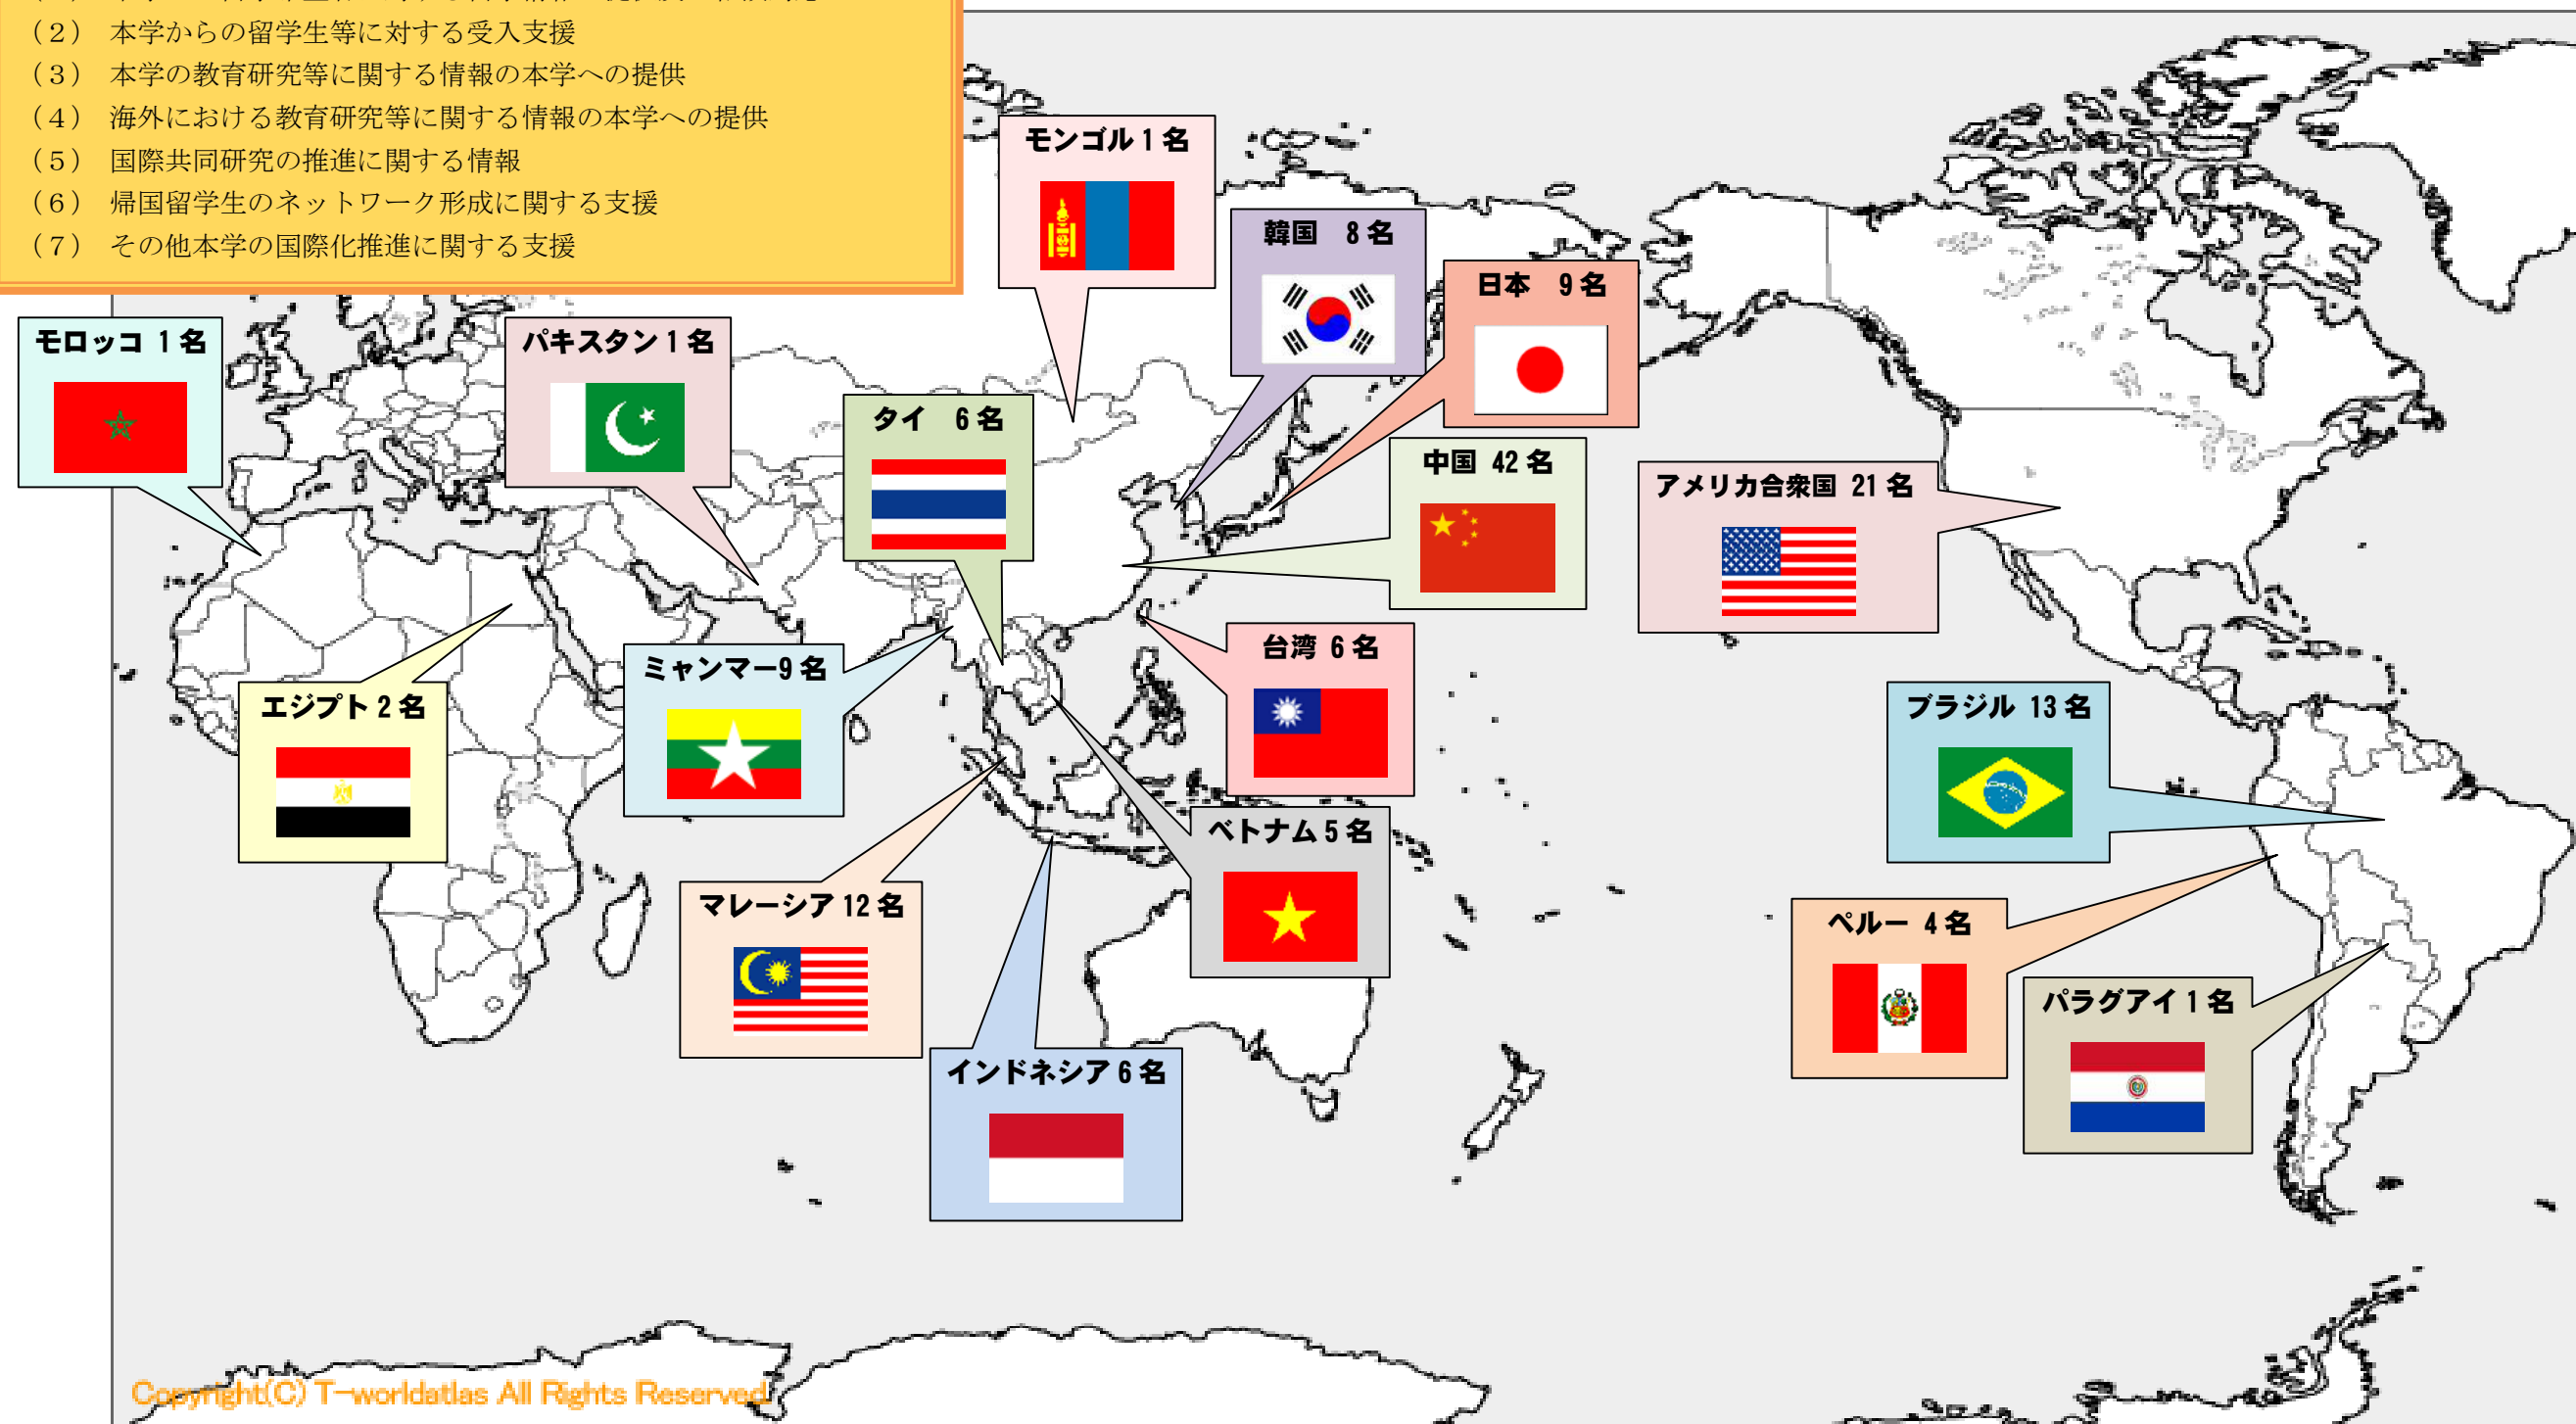 (2) 本学からの留学生等に対する受入支援
(3) 本学の教育研究等に関する情報の本学への提供
(4) 海外における教育研究等に関する情報の本学への提供
(5) 国際共同研究の推進に関する情報
(6) 帰国留学生のネットワーク形成に関する支援
(7) その他本学の国際化推進に関する支援
モンゴル 1 名
韓国 8 名
日本 9 名
モロッコ 1 名
パキスタン 1 名
タイ 6 名
中国 42 名
アメリカ合衆国 21 名
台湾 6 名
ミャンマー9 名
エジプト 2 名
ブラジル 13 名
ベトナム 5 名
マレーシア 12 名
ペルー 4 名
パラグアイ 1 名
インドネシア 6 名
Copyright(C) T-worldatlas All Rights Reserved